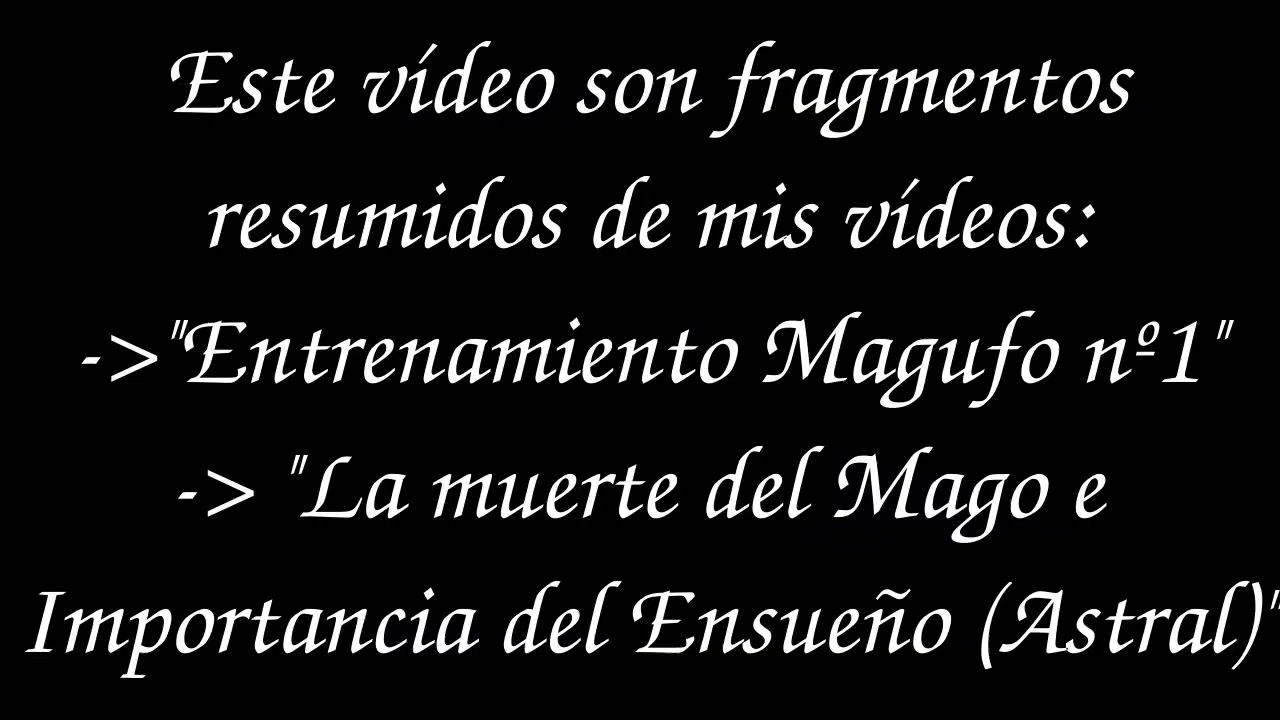 Este vídeo son fragmentos
resumidos de mis vídeos:
->"Entrenamiento Magufo nº1"
-> "La muerte del Mago e
Importancia del Ensueño (Astral)"